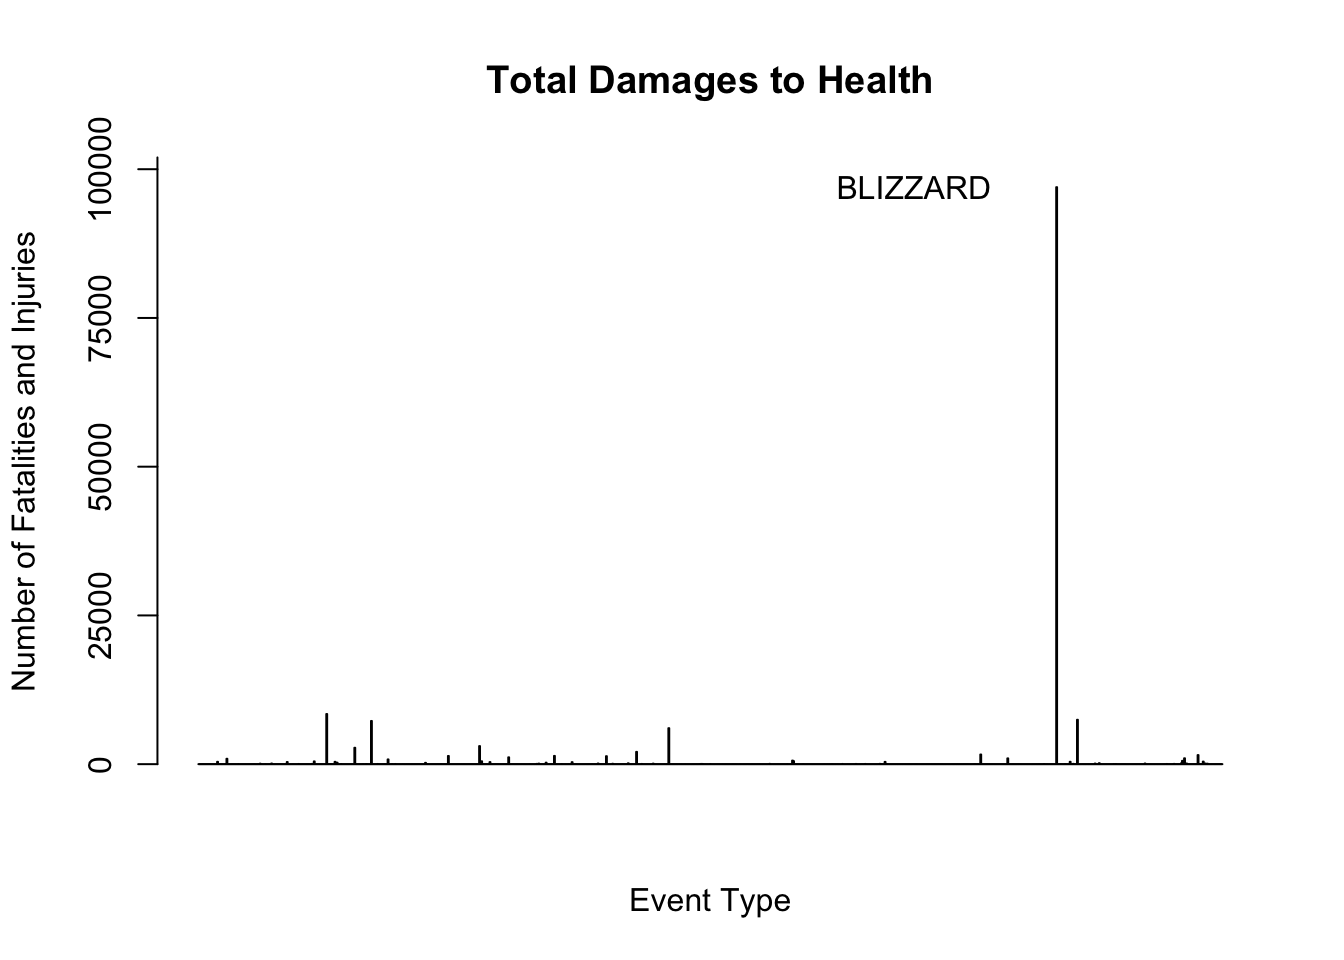 Total Damages to Health
Number of Fatalities and Injuries
100000
75000
50000
25000
0
BLIZZARD
Event Type